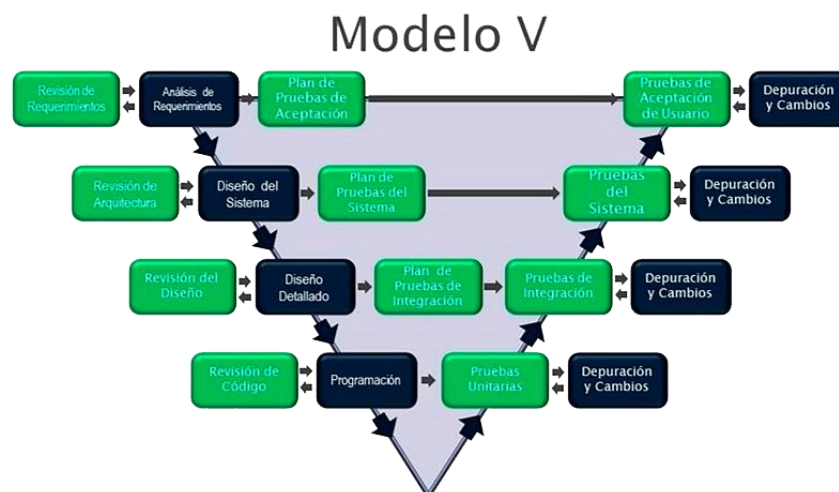 Modelo V
Revisión de
Requerimientos
Análisis de
Requerimientos
Plan de
Pruebas de
Aceptación
Pruebas de
Aceptación
de Usuario
Depuración
y Cambios
Revisión de
Arquitectura
Diseño del
Sistema
Plan de
Pruebas del
Sistema
Pruebas
del
Sistema
Depuración
y Cambios
Revisión del
Diseño
Diseño
Detallado
Plan de
Pruebas de
Integración
Pruebas de
Integración
Depuración
y Cambios
Revisión de
Código
Programación
Pruebas
Unitarias
Depuración
y Cambios